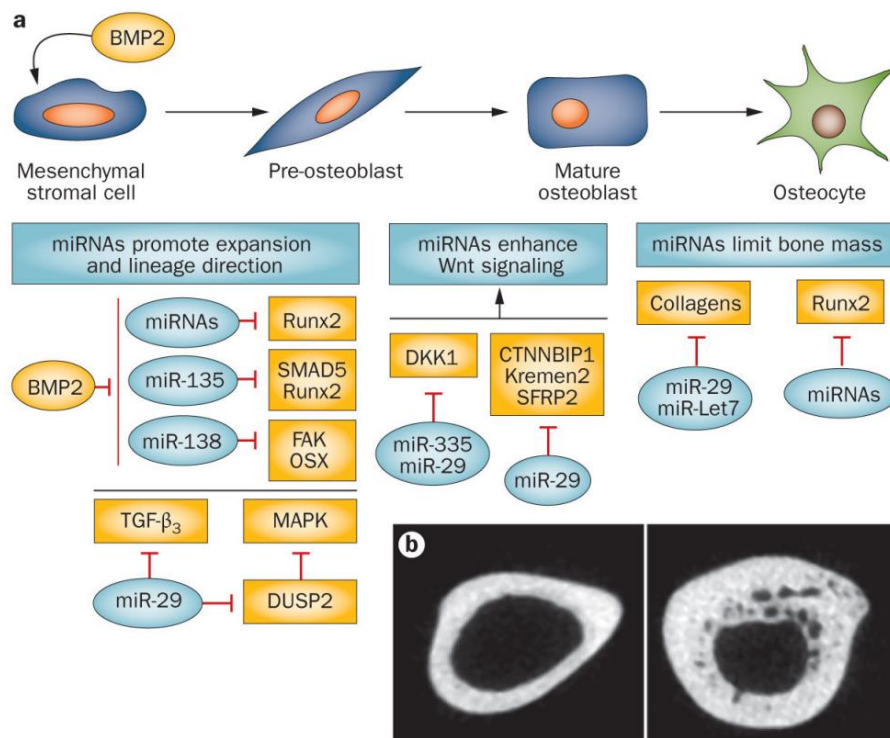 a
BMP2
Mesenchymal
stromal cell
Pre-osteoblast
Mature
osteoblast
Osteocyte
miRNAs promote expansion
and lineage direction
BMP2
miRNAs
Runx2
miR-135
SMAD5
Runx2
miR-138
FAK
OSX
TGF-β₃
MAPK
miR-29
DUSP2
miRNAs enhance
Wnt signaling
DKK1
CTNNBIP1
Kremen2
SFRP2
miR-335
miR-29
miR-29
miRNAs limit bone mass
Collagens
Runx2
miR-29
miR-Let7
miRNAs
b